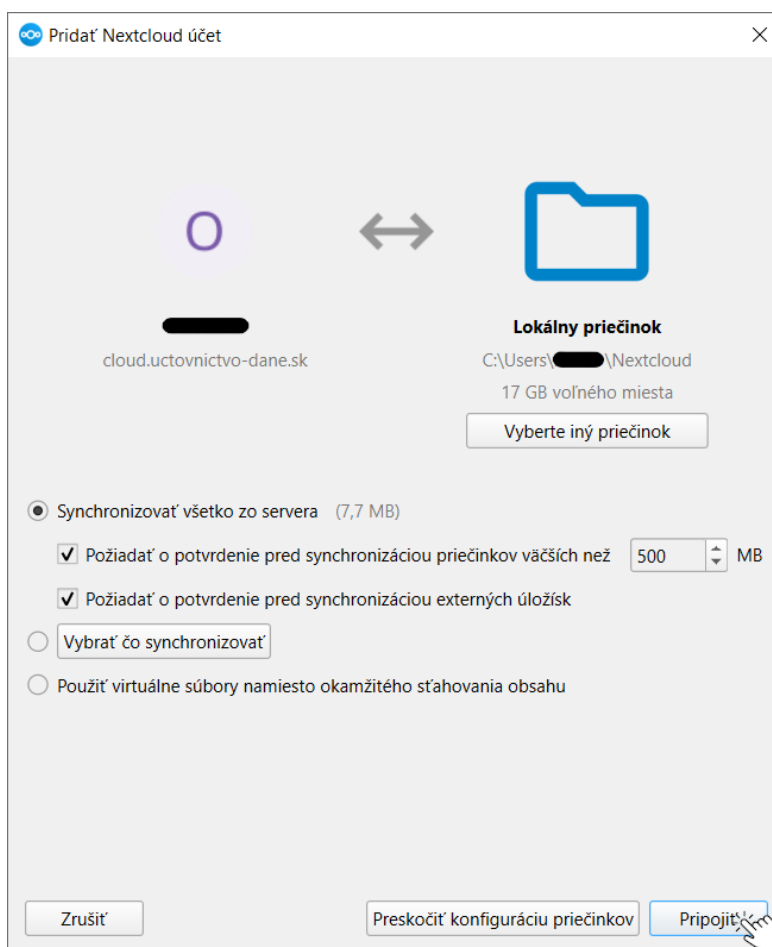 Pridať Nextcloud účet
O
cloud.uctovnictvo-dane.sk
Lokálny priečinok
C:\Users\ \Nextcloud
17 GB voľného miesta
Vyberte iný priečinok
Synchronizovať všetko zo servera (7,7 MB)
Požiadať o potvrdenie pred synchronizáciou priečinkov väčších než 500 MB
Požiadať o potvrdenie pred synchronizáciou externých úložísk
Vybrať čo synchronizovať
Použiť virtuálne súbory namiesto okamžitého sťahovania obsahu
Zrušiť
Preskočiť konfiguráciu priečinkov
Pripojiť